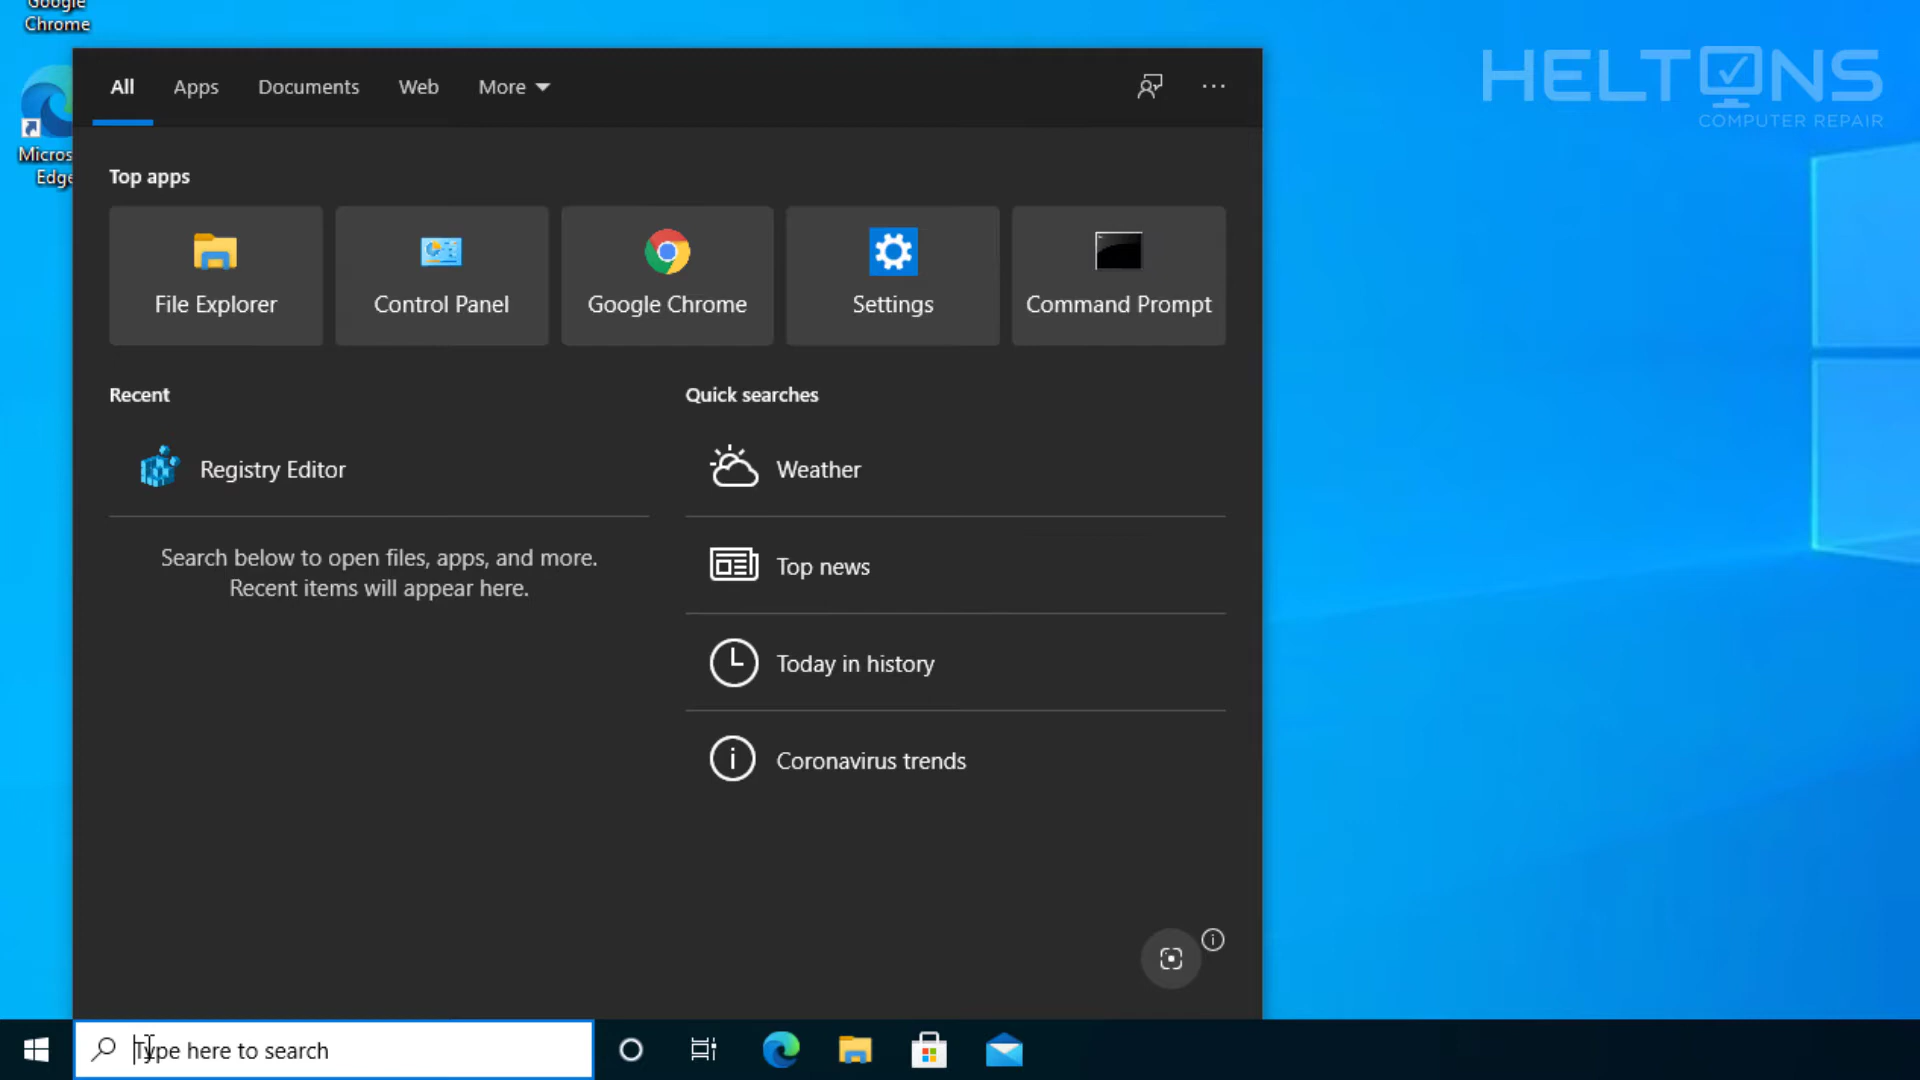 Google
Chrome
Micros
Edge
HELTONS
COMPUTER REPAIR
All Apps Documents Web More
Top apps
File Explorer Control Panel Google Chrome Settings Command Prompt
Recent
Quick searches
Registry Editor
Search below to open files, apps, and more.
Recent items will appear here.
Weather
Top news
Today in history
Coronavirus trends
Type here to search